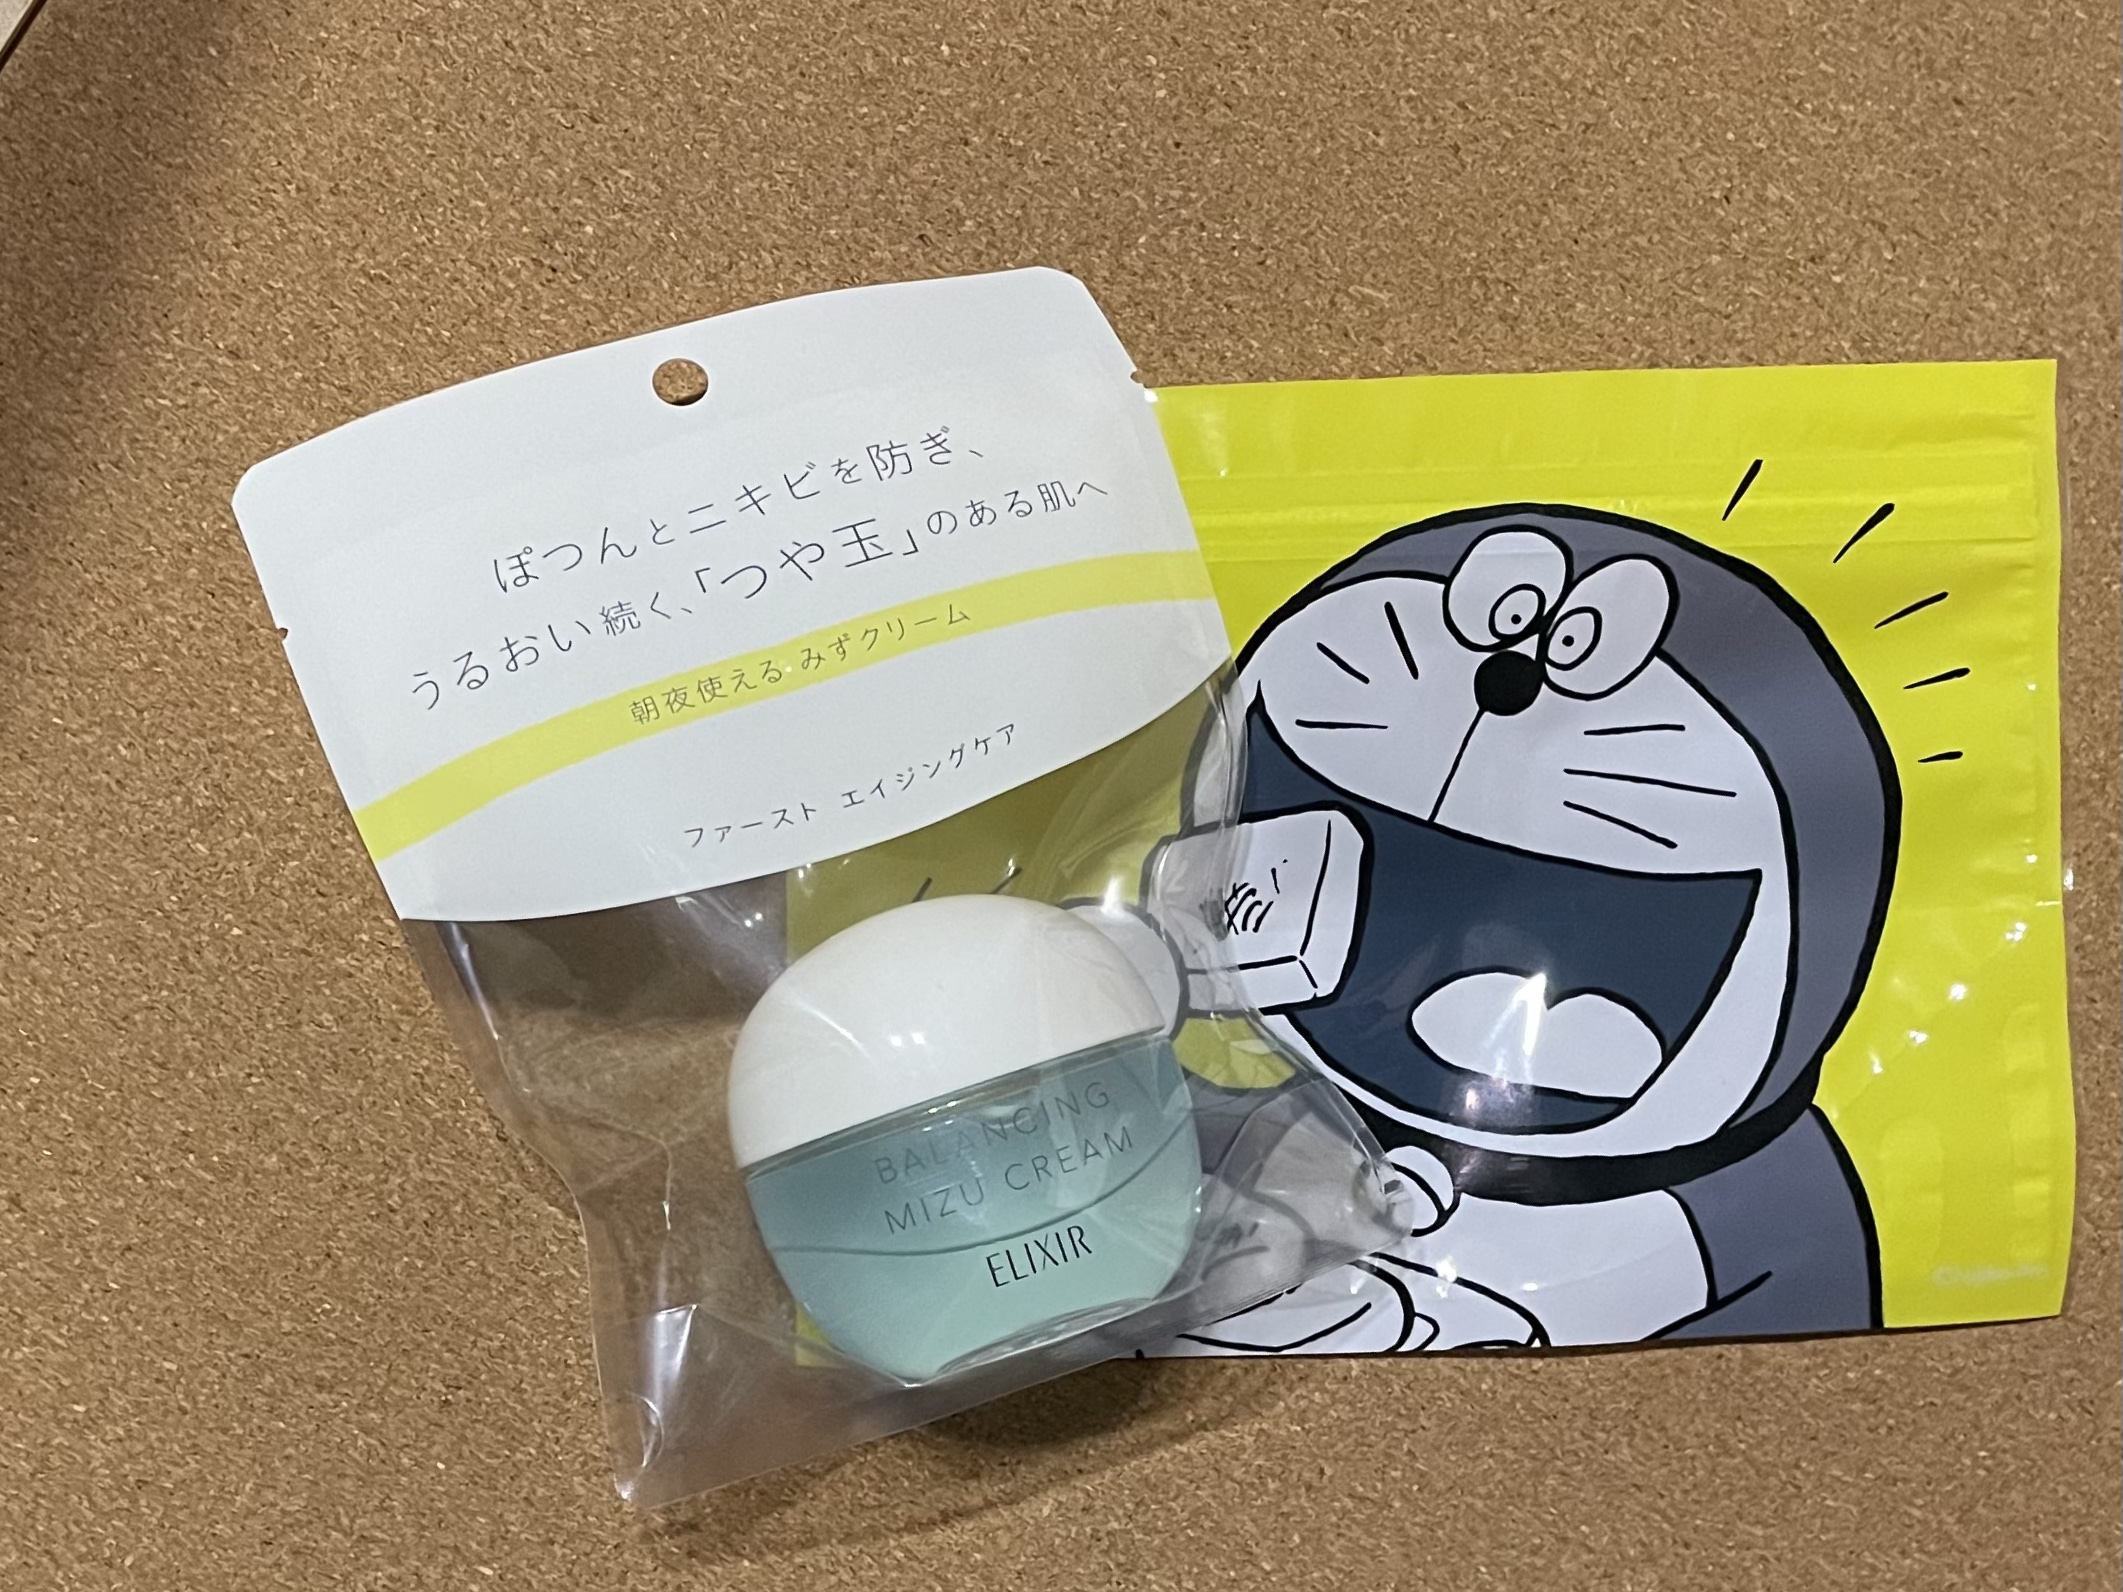 ぽつんとニキビを防ぎ、
うるおい続く、「つや玉」のある肌へ
朝夜使える みずクリーム
ファースト エイジングケア
BALANCING
MIZU CREAM
ELIXIR